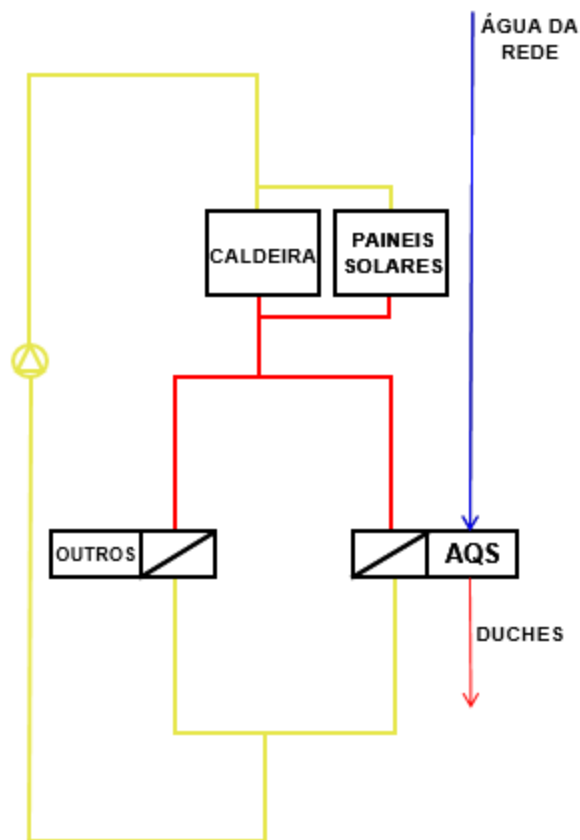 ÁGUA DA
REDE
CALDEIRA
PAINEIS
SOLARES
OUTROS
AQS
DUCHES